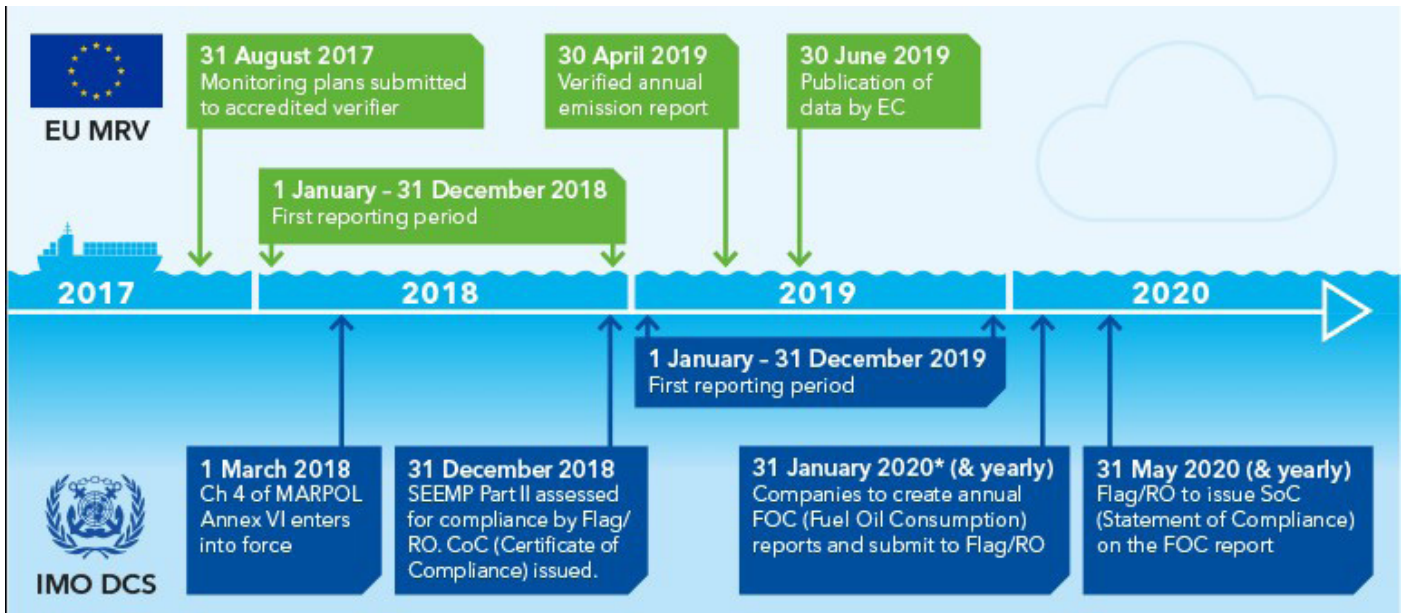 EU MRV
31 August 2017
Monitoring plans submitted
to accredited verifier
30 April 2019
Verified annual
emission report
30 June 2019
Publication of
data by EC
1 January – 31 December 2018
First reporting period
2017
2018
2019
2020
1 January – 31 December 2019
First reporting period
IMO DCS
1 March 2018
Ch 4 of MARPOL
Annex VI enters
into force
31 December 2018
SEEMP Part II assessed
for compliance by Flag/
RO. CoC (Certificate of
Compliance) issued.
31 January 2020* (& yearly)
Companies to create annual
FOC (Fuel Oil Consumption)
reports and submit to Flag/RO
31 May 2020 (& yearly)
Flag/RO to issue SoC
(Statement of Compliance)
on the FOC report